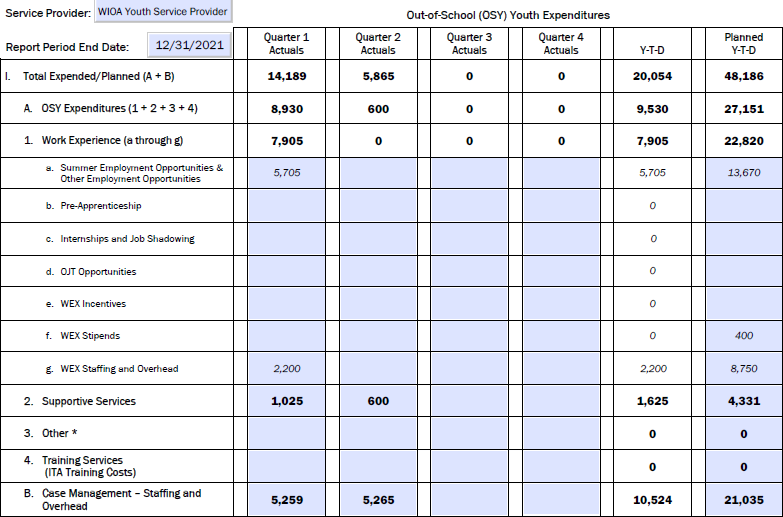 Service Provider: WIOA Youth Service Provider
Out-of-School (OSY) Youth Expenditures
Report Period End Date: 12/31/2021
Quarter 1 Actuals Quarter 2 Actuals Quarter 3 Actuals Quarter 4 Actuals Y-T-D Planned Y-T-D
I. Total Expended/Planned (A + B) 14,189 5,865 0 0 20,054 48,186
A. OSY Expenditures (1 + 2 + 3 + 4) 8,930 600 0 0 9,530 27,151
1. Work Experience (a through g) 7,905 0 0 0 7,905 22,820
a. Summer Employment Opportunities &
Other Employment Opportunities 5,705 5,705 13,670
b. Pre-Apprenticeship 0
c. Internships and Job Shadowing 0
d. OJT Opportunities 0
e. WEX Incentives 0
f. WEX Stipends 0 400
g. WEX Staffing and Overhead 2,200 2,200 8,750
2. Supportive Services 1,025 600 1,625 4,331
3. Other * 0 0
4. Training Services
(ITA Training Costs) 0 0
B. Case Management – Staffing and
Overhead 5,259 5,265 10,524 21,035